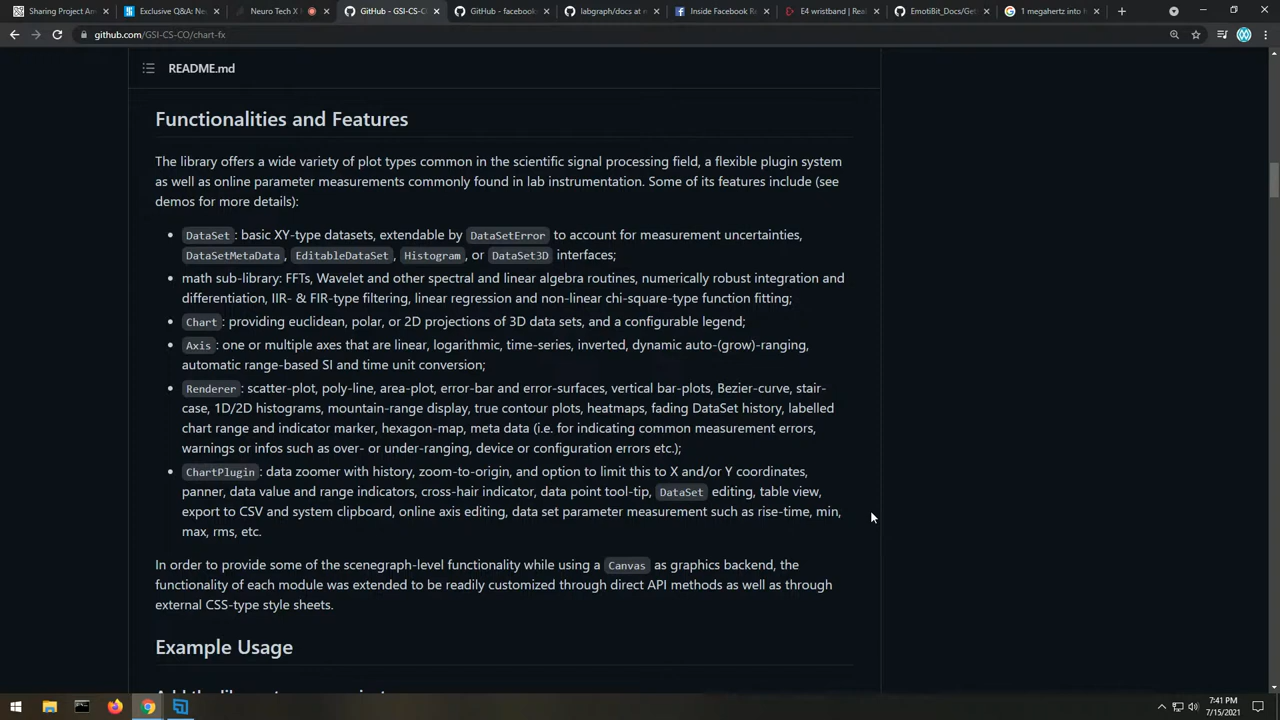 Sharing Project Ani
Exclusive Q&As: Ne
Neuro Tech X
GitHub - GSI-CS-C
GitHub - facebook
labgraph/docs at m
Inside Facebook R
E4 wristband | Rea
EmotiBit_Docs/Get
1 megahertz into h
github.com/GSI-CS-CO/chart-fx
README.md
Functionalities and Features
The library offers a wide variety of plot types common in the scientific signal processing field, a flexible plugin system
as well as online parameter measurements commonly found in lab instrumentation. Some of its features include (see
demos for more details):
• DataSet: basic XY-type datasets, extendable by DataSetError to account for measurement uncertainties,
DataSetMetaData, EditableDataSet, Histogram, or DataSet3D interfaces;
• math sub-library: FFTs, Wavelet and other spectral and linear algebra routines, numerically robust integration and
differentiation, IIR- & FIR-type filtering, linear regression and non-linear chi-square-type function fitting;
• Chart: providing euclidean, polar, or 2D projections of 3D data sets, and a configurable legend;
• Axis: one or multiple axes that are linear, logarithmic, time-series, inverted, dynamic auto-(grow)-ranging,
automatic range-based SI and time unit conversion;
• Renderer: scatter-plot, poly-line, area-plot, error-bar and error-surfaces, vertical bar-plots, Bezier-curve, stair-
case, 1D/2D histograms, mountain-range display, true contour plots, heatmaps, fading DataSet history, labelled
chart range and indicator marker, hexagon-map, meta data (i.e. for indicating common measurement errors,
warnings or infos such as over- or under-ranging, device or configuration errors etc.);
• ChartPlugin: data zoomer with history, zoom-to-origin, and option to limit this to X and/or Y coordinates,
panner, data value and range indicators, cross-hair indicator, data point tool-tip, DataSet editing, table view,
export to CSV and system clipboard, online axis editing, data set parameter measurement such as rise-time, min,
max, rms, etc.
In order to provide some of the scenegraph-level functionality while using a Canvas as graphics backend, the
functionality of each module was extended to be readily customized through direct API methods as well as through
external CSS-type style sheets.
Example Usage
7:41 PM
7/15/2021